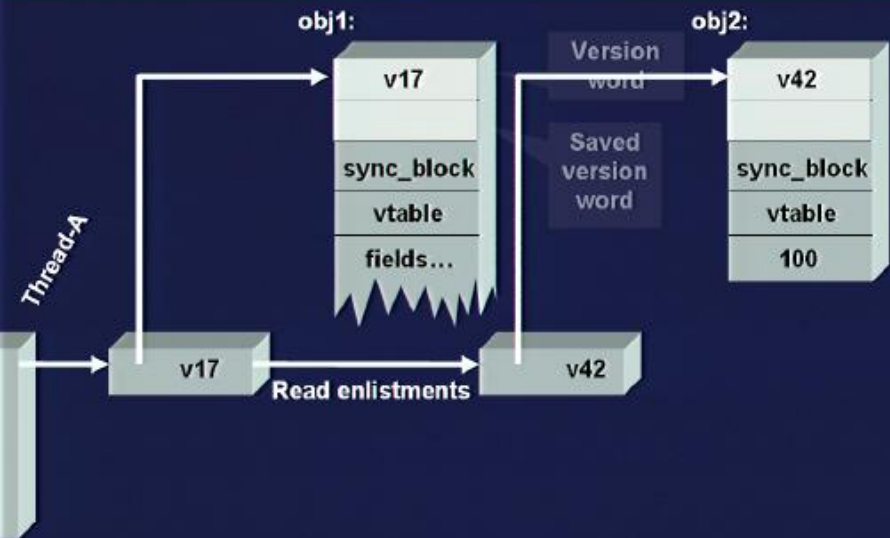 obj1:
obj2:
v17
Version
word
v42
Saved
version
word
sync_block
sync_block
vtable
vtable
fields...
100
Thread-A
v17
v42
Read enlistments